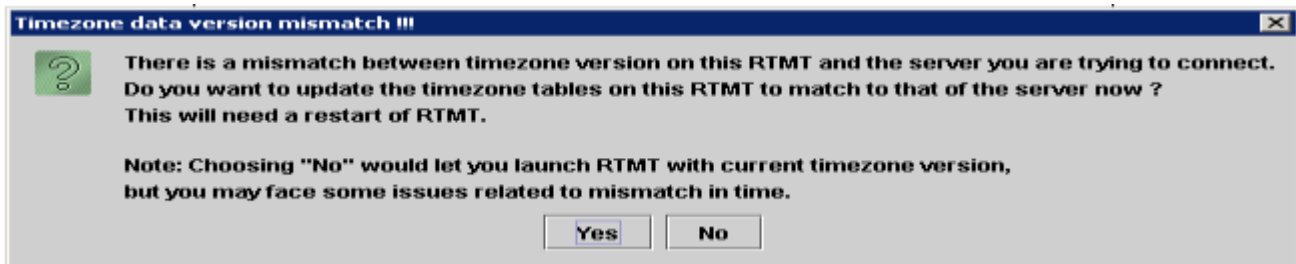 Timezone data version mismatch !!!
There is a mismatch between timezone version on this RTMT and the server you are trying to connect.
Do you want to update the timezone tables on this RTMT to match to that of the server now ?
This will need a restart of RTMT.
Note: Choosing "No" would let you launch RTMT with current timezone version,
but you may face some issues related to mismatch in time.
Yes No